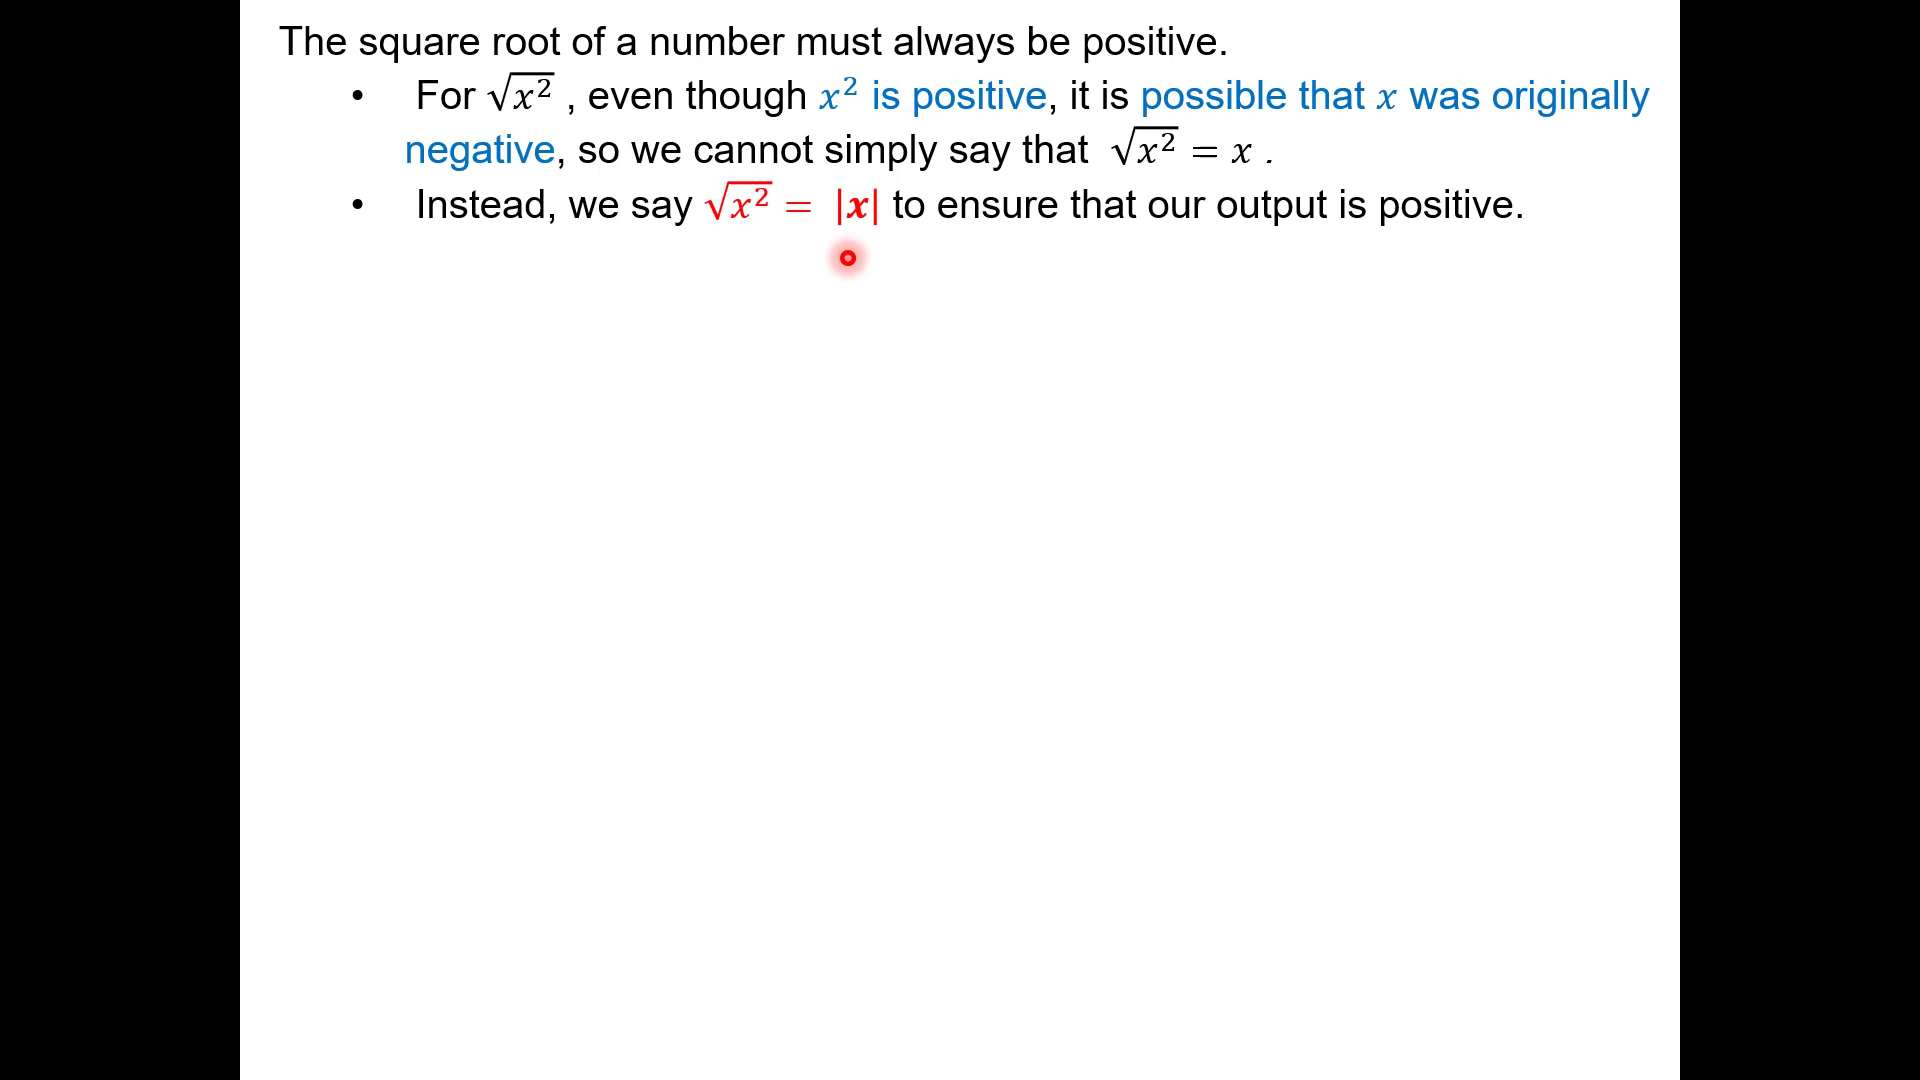 The square root of a number must always be positive.
• For √x² , even though x² is positive, it is possible that x was originally
negative, so we cannot simply say that √x² = x .
• Instead, we say √x² = |x| to ensure that our output is positive.